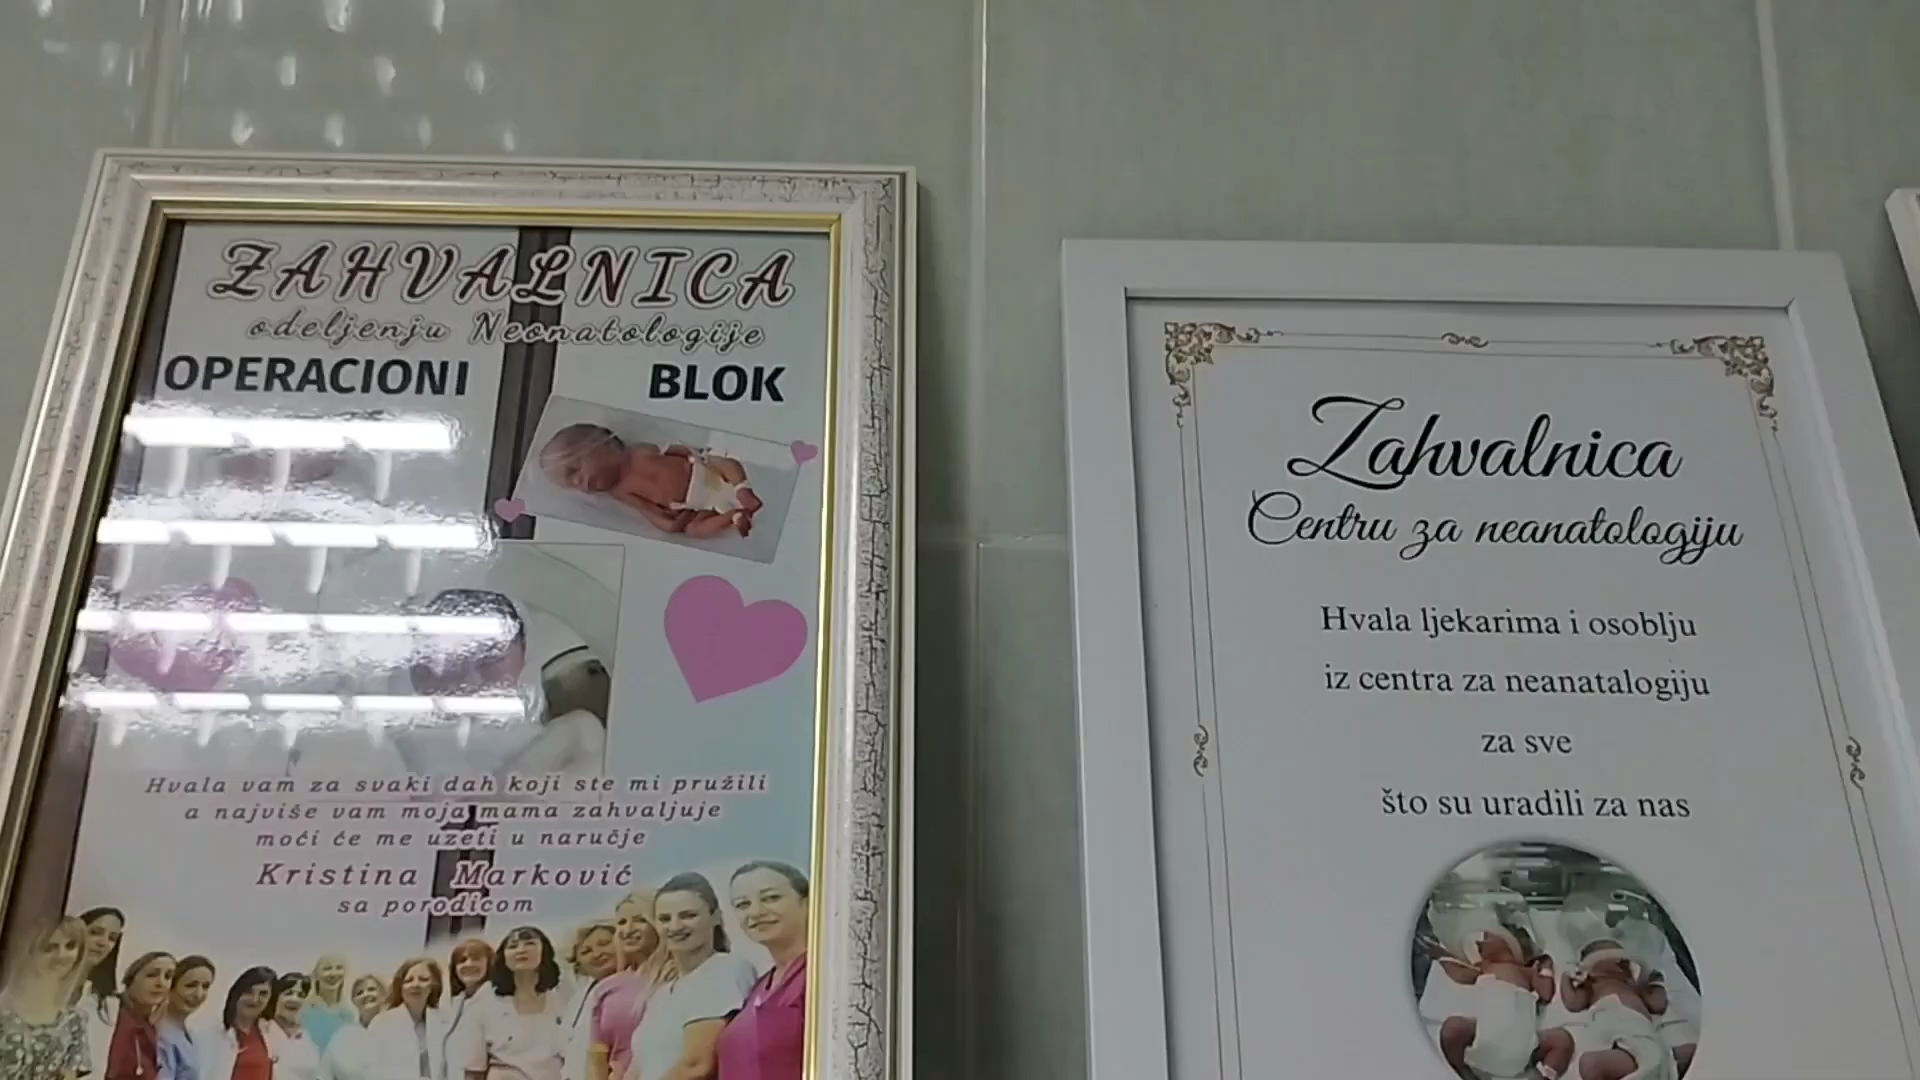 ZAHVALNICA
odeljenju Neonatologije
OPERACIONI BLOK
Hvala vam za svaki dah koji ste mi pružili
a najviše vam moja mama zahvaljuje
moći će me uzeti u naručje
Kristina Marković
sa porodicom
Zahvalnica
Centru za neanatologiju
Hvala ljekarima i osoblju
iz centra za neanatalogiju
za sve
što su uradili za nas